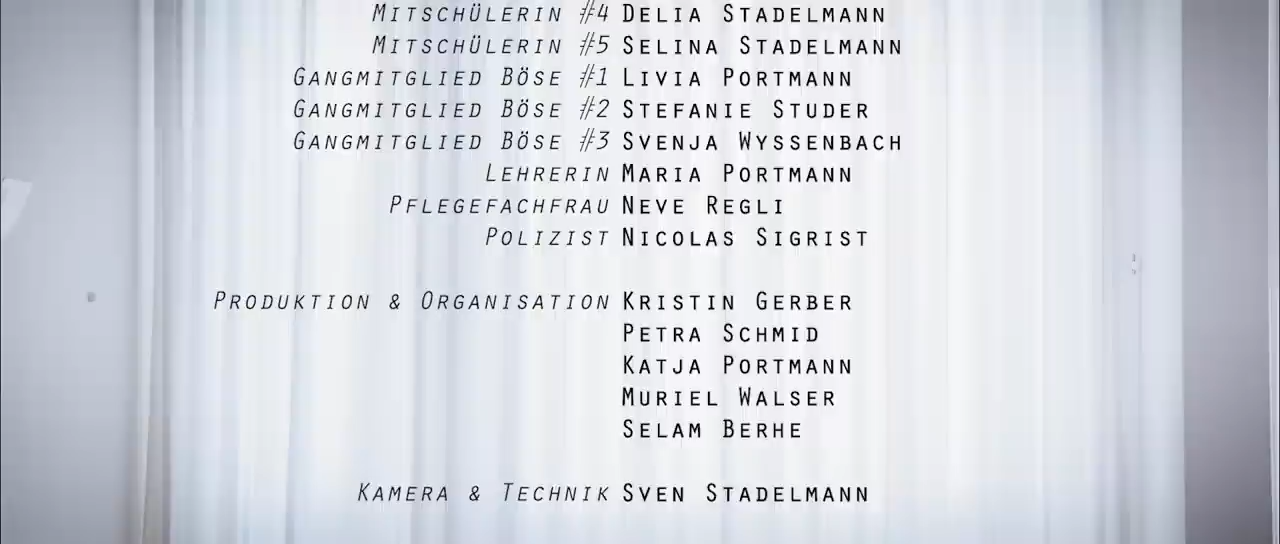 Mitschülerin #4 Delia Stadelmann
Mitschülerin #5 Selina Stadelmann
Gangmitglied Böse #1 Livia Portmann
Gangmitglied Böse #2 Stefanie Studer
Gangmitglied Böse #3 Svenja Wyssenbach
Lehrerin Maria Portmann
Pflegefachfrau Neve Regli
Polizist Nicolas Sigrist
Produktion & Organisation Kristin Gerber
Petra Schmid
Katja Portmann
Muriel Walser
Selam Berhe
Kamera & Technik Sven Stadelmann